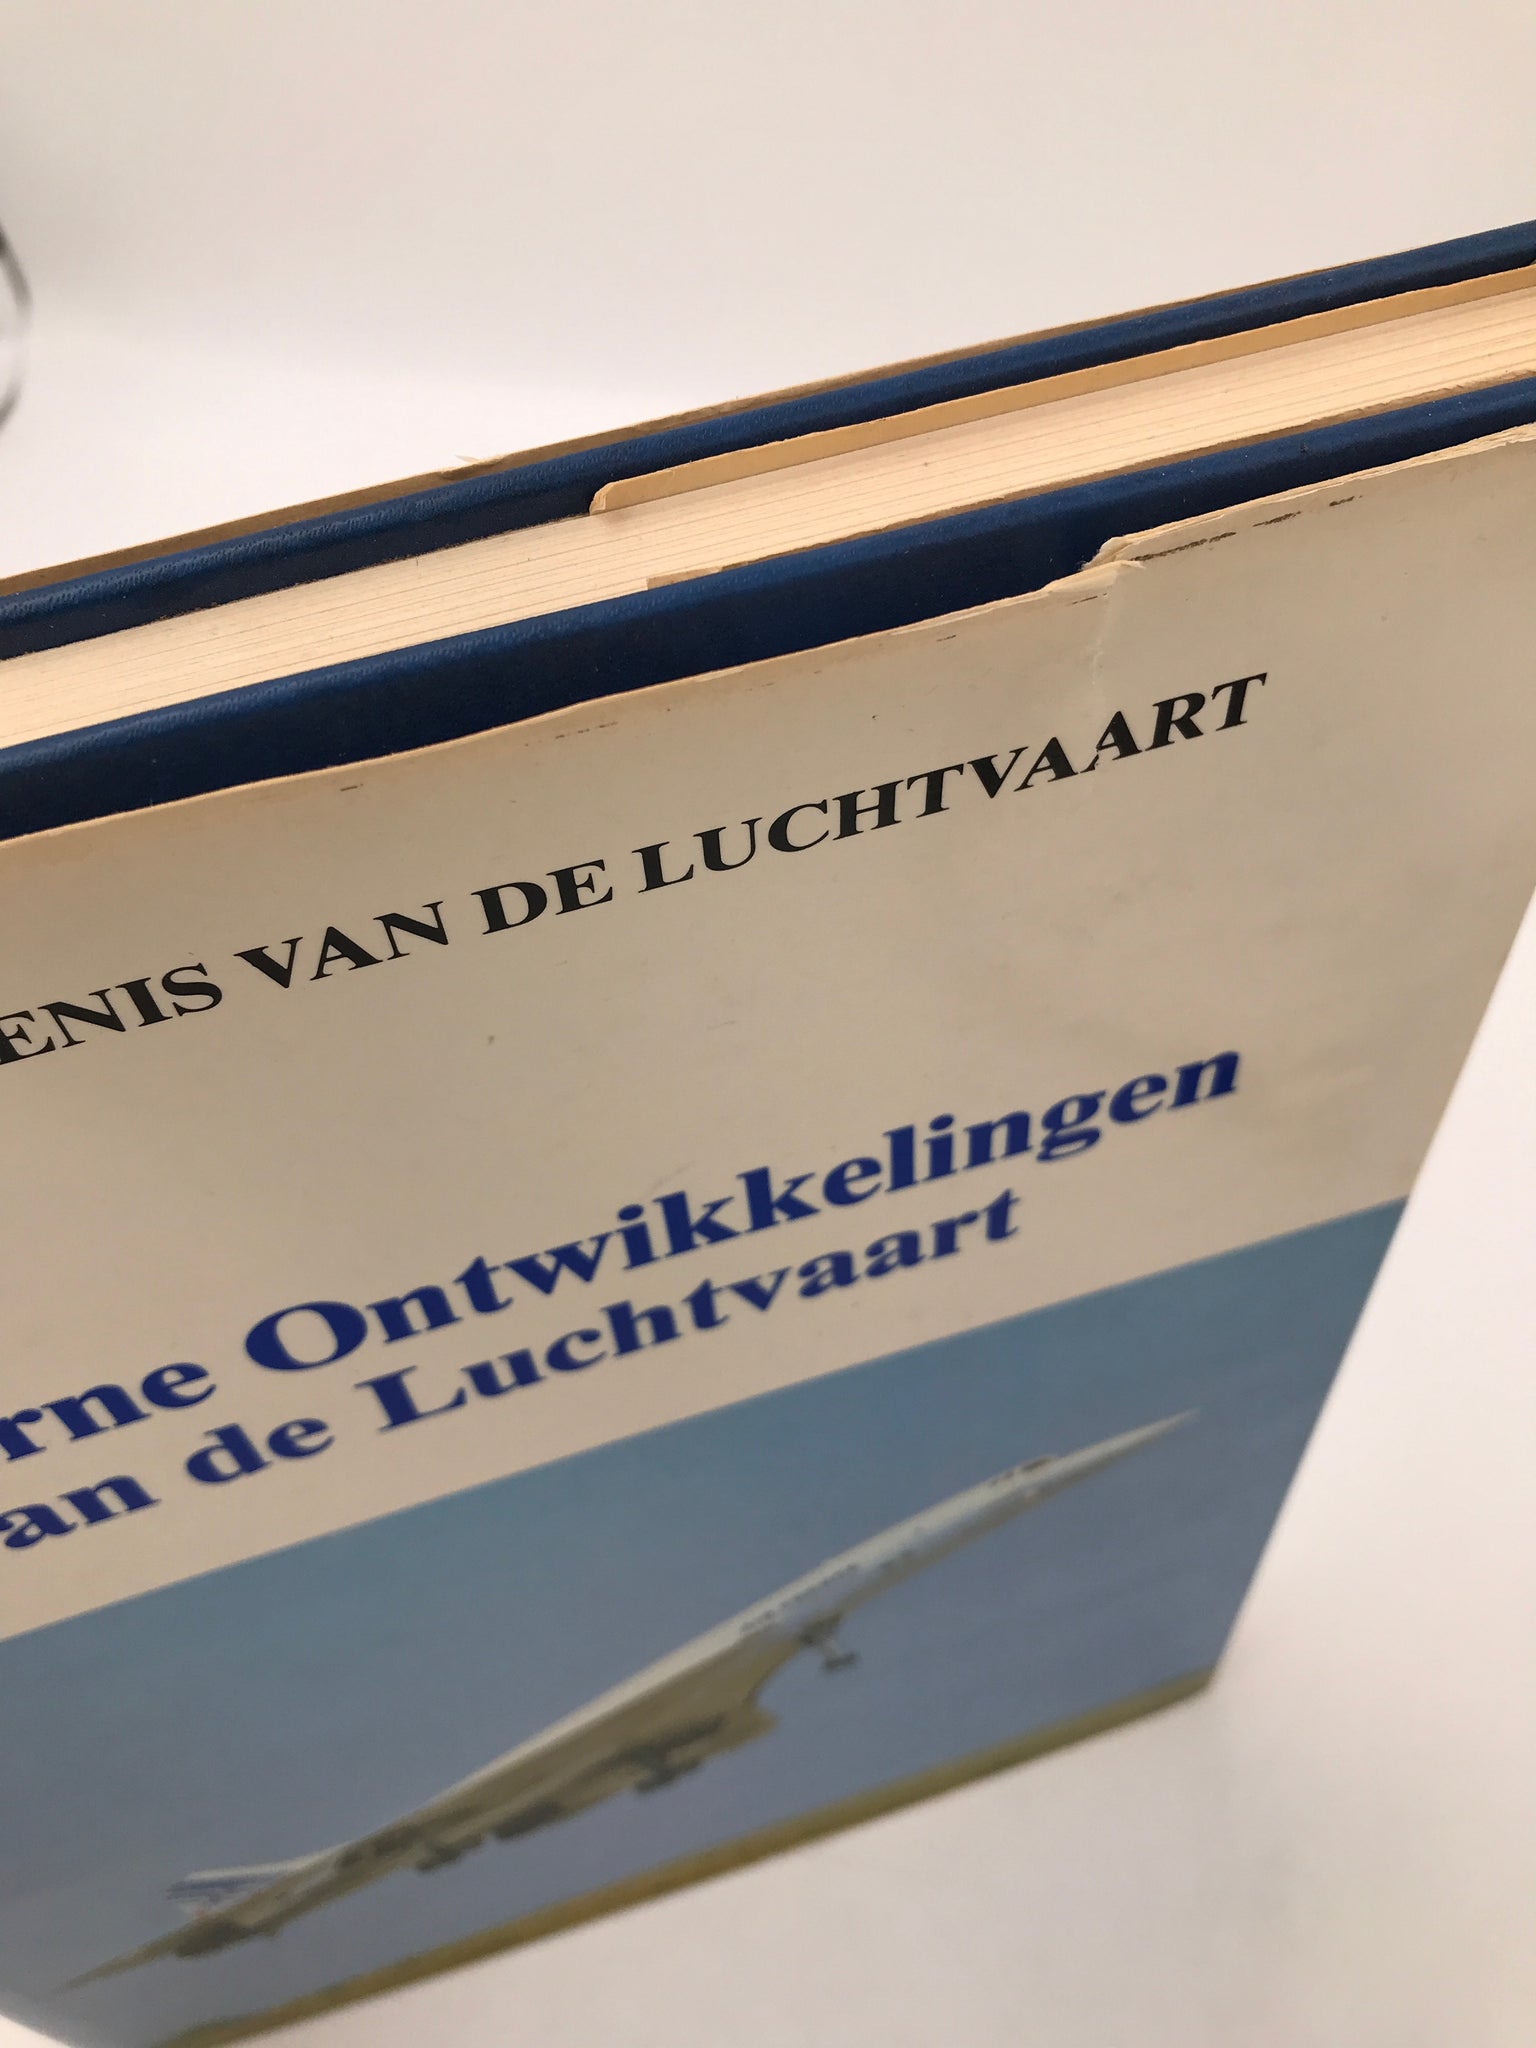 ENIS VAN DE LUCHTVAART
rne Ontwikkelingen
an de Luchtvaart